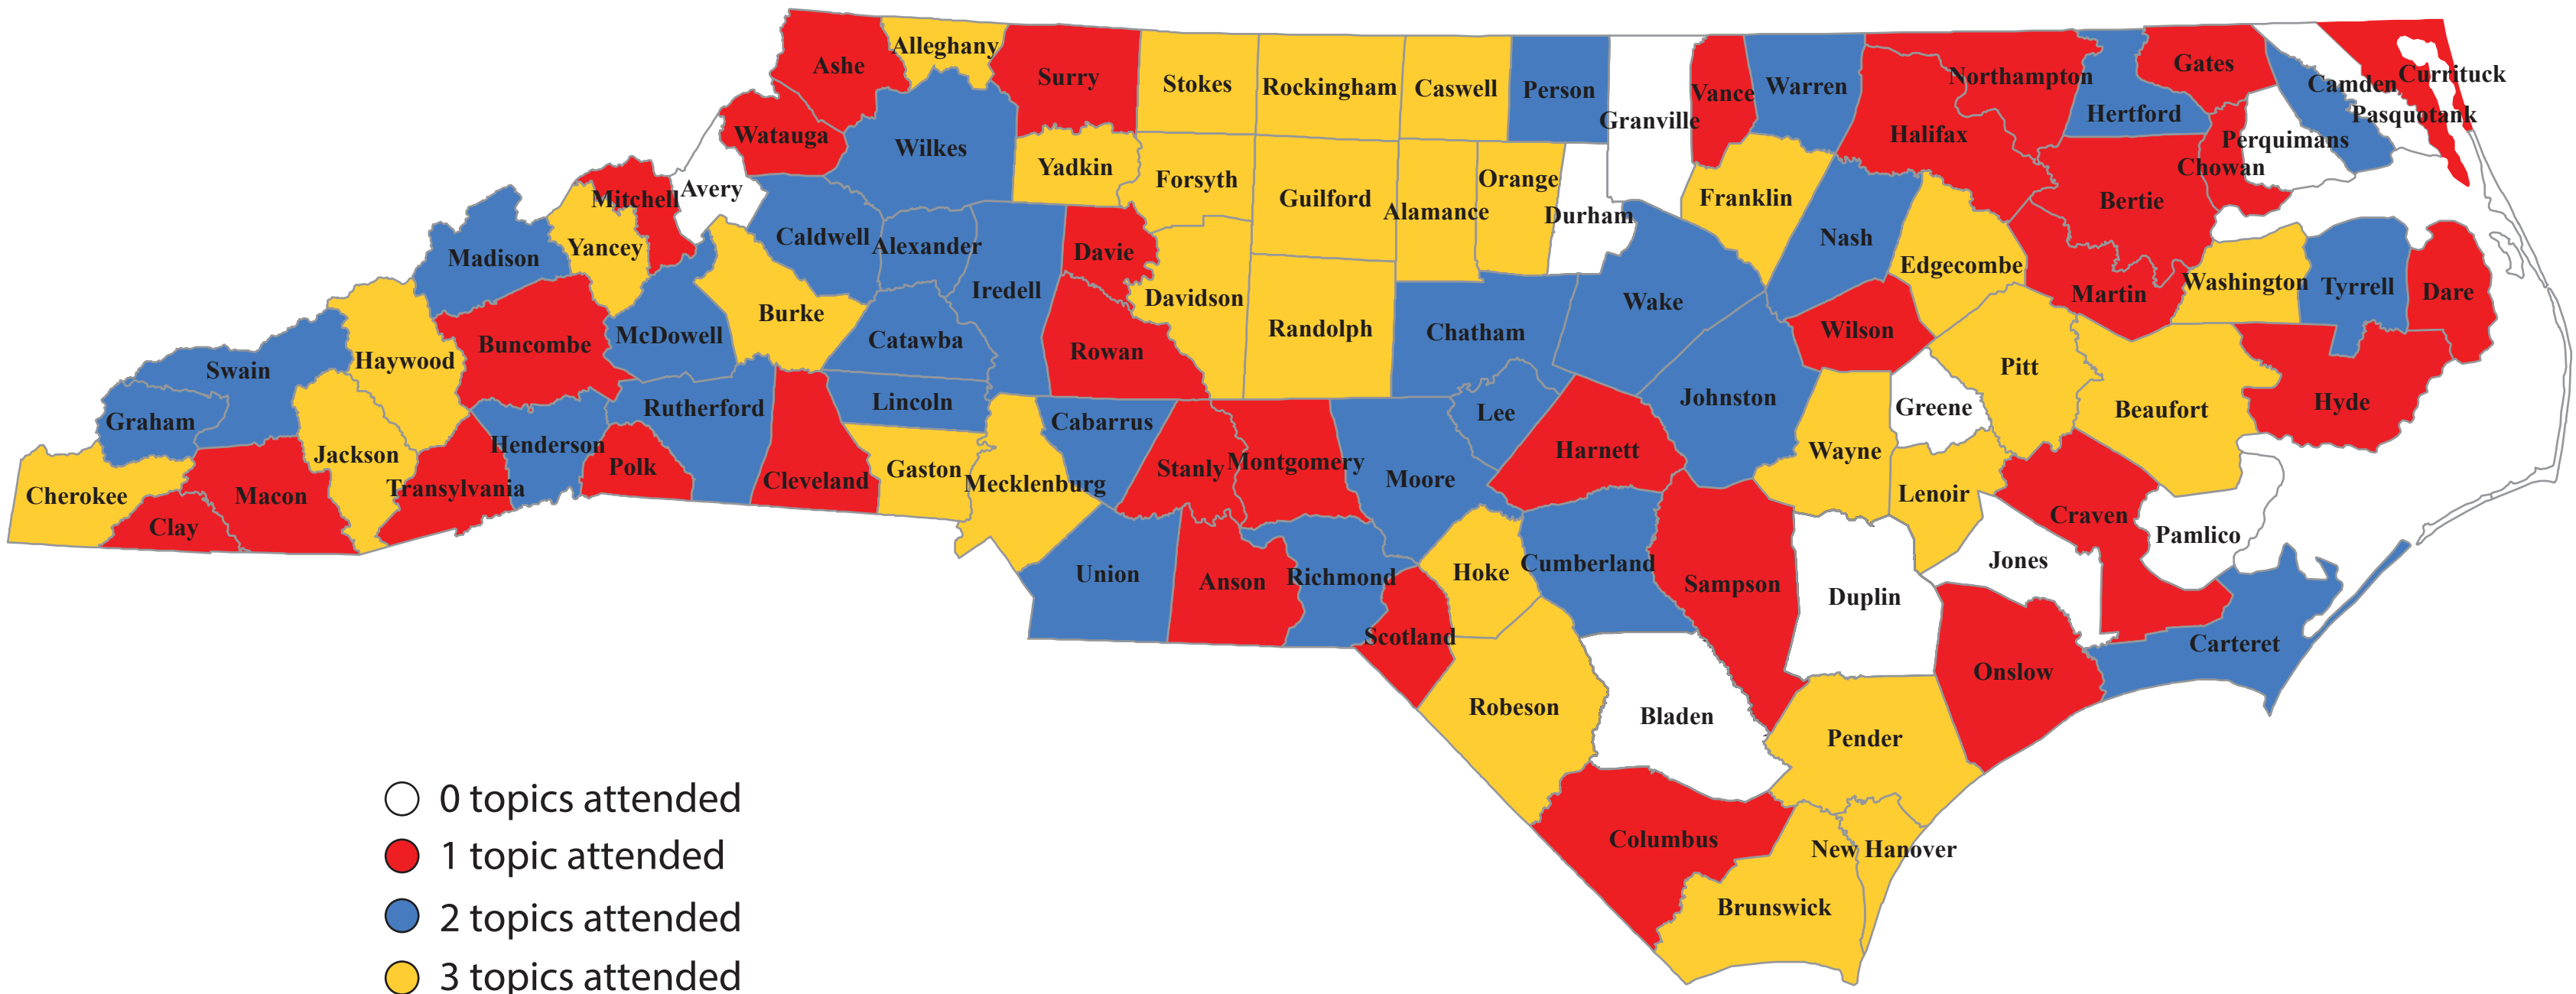 Ashe
Alleghany
Surry
Stokes
Rockingham
Caswell
Person
Granville
Vance
Warren
Northampton
Gates
Hertford
Camden
Currituck
Pasquotank
Perquimans
Chowan
Halifax
Watauga
Wilkes
Yadkin
Forsyth
Guilford
Alamance
Orange
Durham
Franklin
Nash
Edgecombe
Bertie
Martin
Washington
Tyrrell
Dare
Mitchell
Avery
Yancey
Madison
Caldwell
Alexander
Iredell
Davie
Davidson
Randolph
Chatham
Wake
Wilson
Pitt
Beaufort
Hyde
Swain
Haywood
Buncombe
McDowell
Burke
Catawba
Rowan
Graham
Jackson
Henderson
Rutherford
Lincoln
Cabarrus
Lee
Johnston
Greene
Cherokee
Clay
Macon
Transylvania
Polk
Cleveland
Gaston
Mecklenburg
Stanly
Montgomery
Moore
Harnett
Wayne
Lenoir
Craven
Pamlico
Jones
Union
Anson
Richmond
Scotland
Hoke
Cumberland
Sampson
Duplin
Onslow
Carteret
Robeson
Bladen
Pender
Columbus
New Hanover
Brunswick
0 topics attended
1 topic attended
2 topics attended
3 topics attended